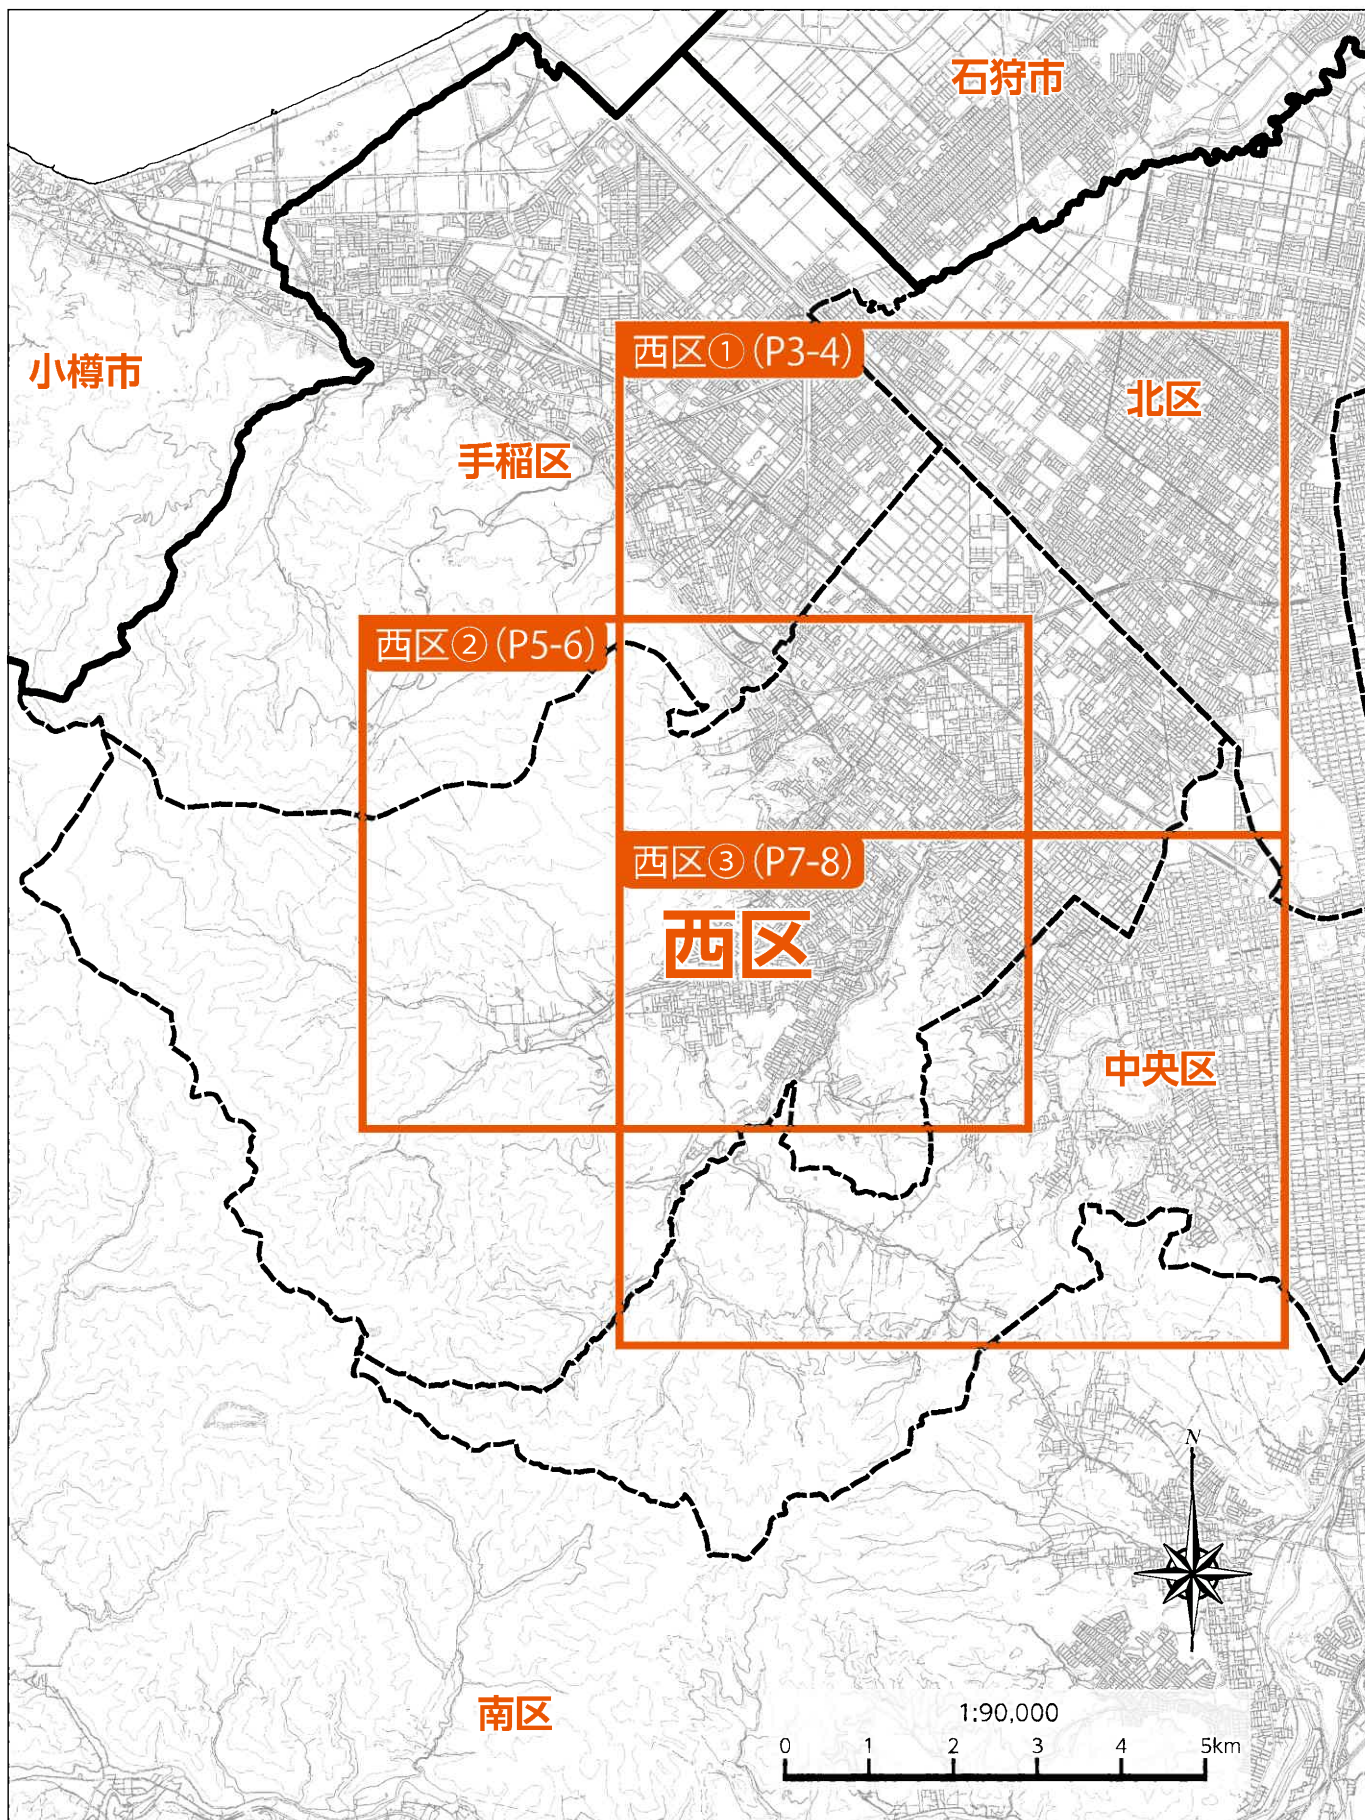 石狩市
西区① (P3-4)
小樽市
北区
手稲区
西区② (P5-6)
西区③ (P7-8)
西区
中央区
N
南区
1:90,000
0 1 2 3 4 5km